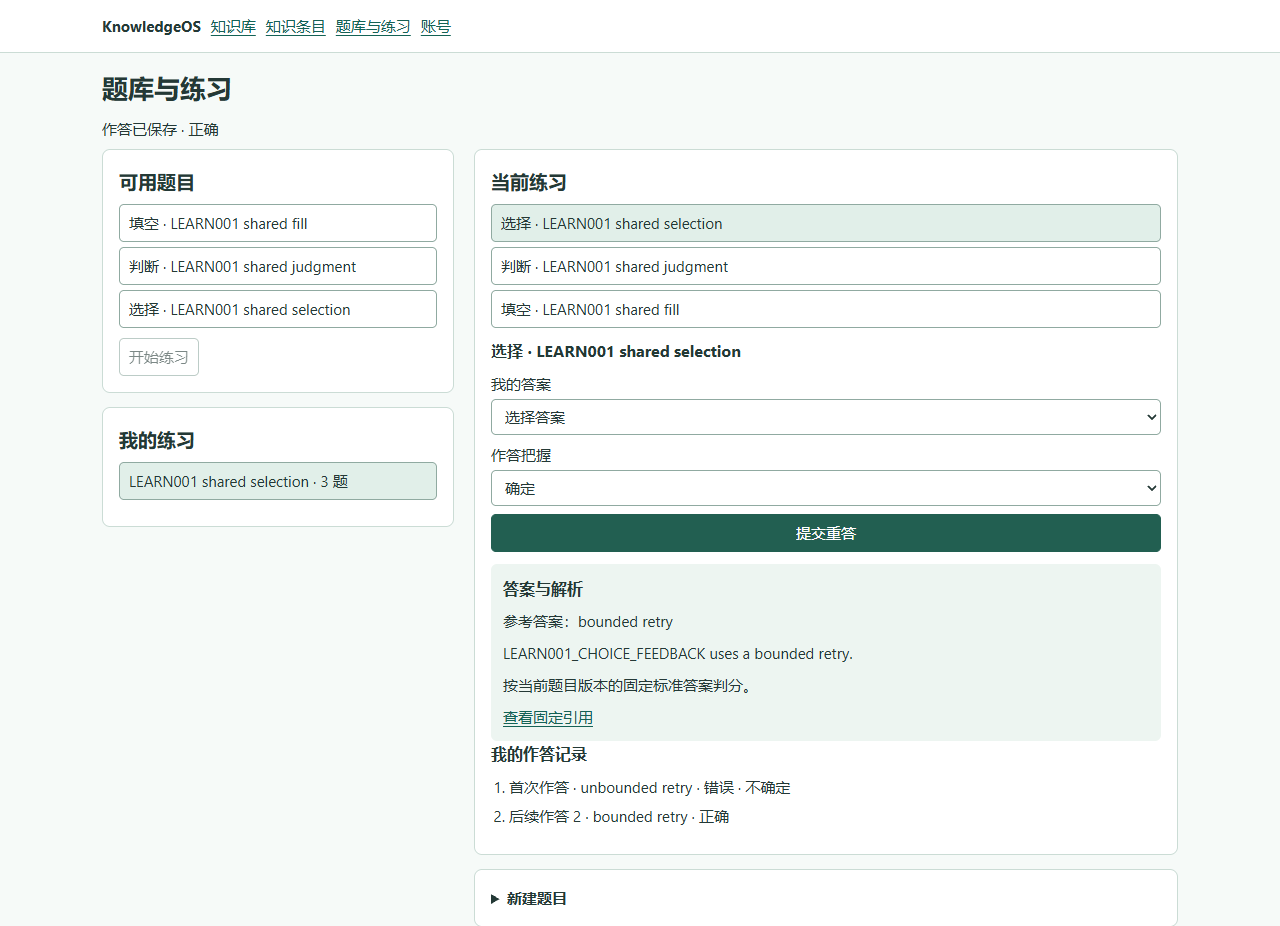 KnowledgeOS 知识库 知识条目 题库与练习 账号
题库与练习
作答已保存 · 正确
可用题目
填空 · LEARN001 shared fill
判断 · LEARN001 shared judgment
选择 · LEARN001 shared selection
开始练习
我的练习
LEARN001 shared selection · 3 题
当前练习
选择 · LEARN001 shared selection
判断 · LEARN001 shared judgment
填空 · LEARN001 shared fill
选择 · LEARN001 shared selection
我的答案
选择答案
作答把握
确定
提交重答
答案与解析
参考答案：bounded retry
LEARN001_CHOICE_FEEDBACK uses a bounded retry.
按当前题目版本的固定标准答案判分。
查看固定引用
我的作答记录
1. 首次作答 · unbounded retry · 错误 · 不确定
2. 后续作答 2 · bounded retry · 正确
新建题目